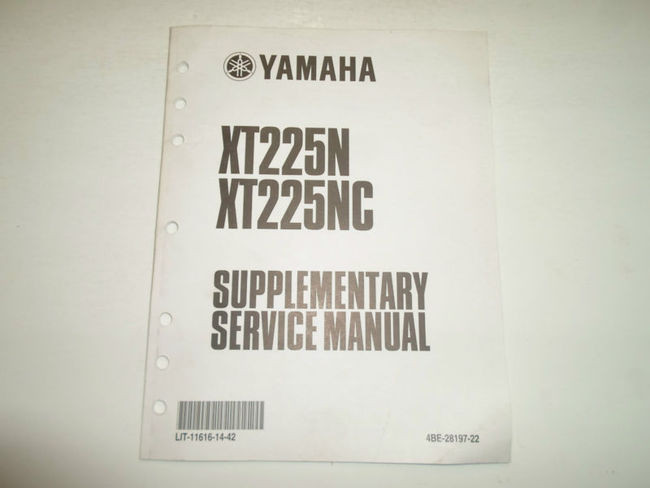 YAMAHA
XT225N
XT225NC
SUPPLEMENTARY
SERVICE MANUAL
LIT-11616-14-42 4BE-28197-22